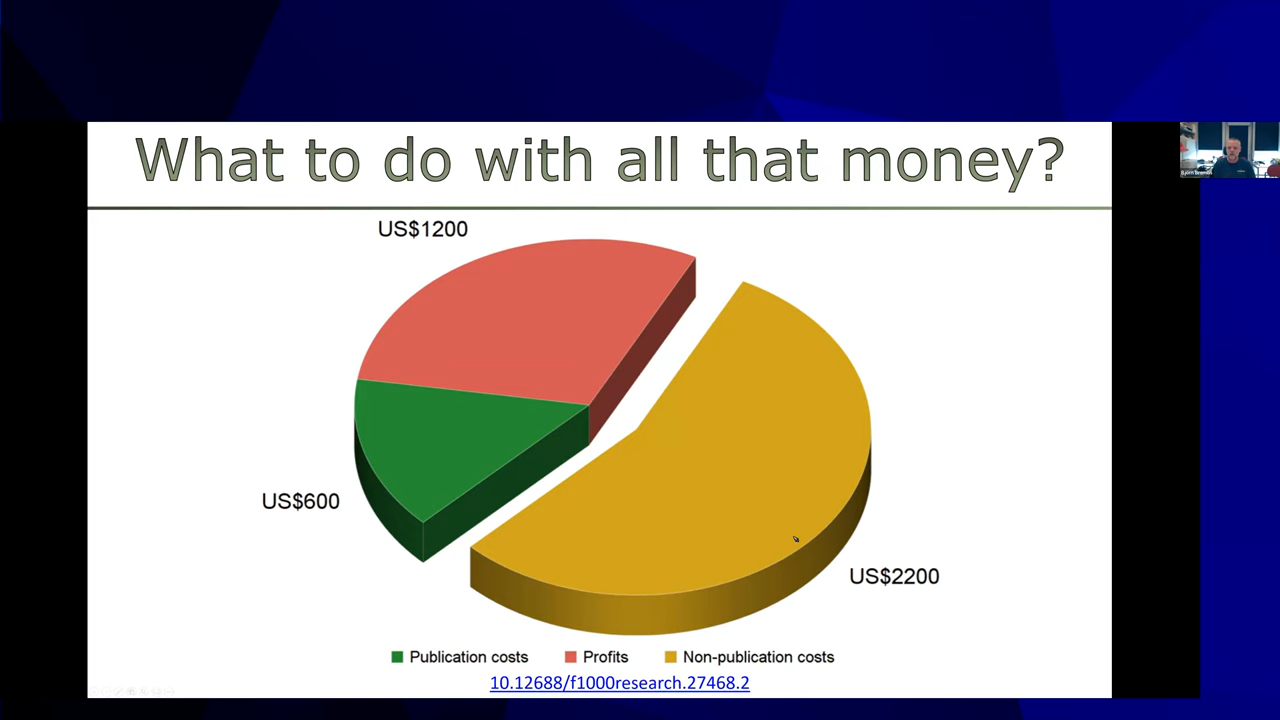 What to do with all that money?
US$1200
US$600
US$2200
Publication costs
Profits
Non-publication costs
10.12688/f1000research.27468.2